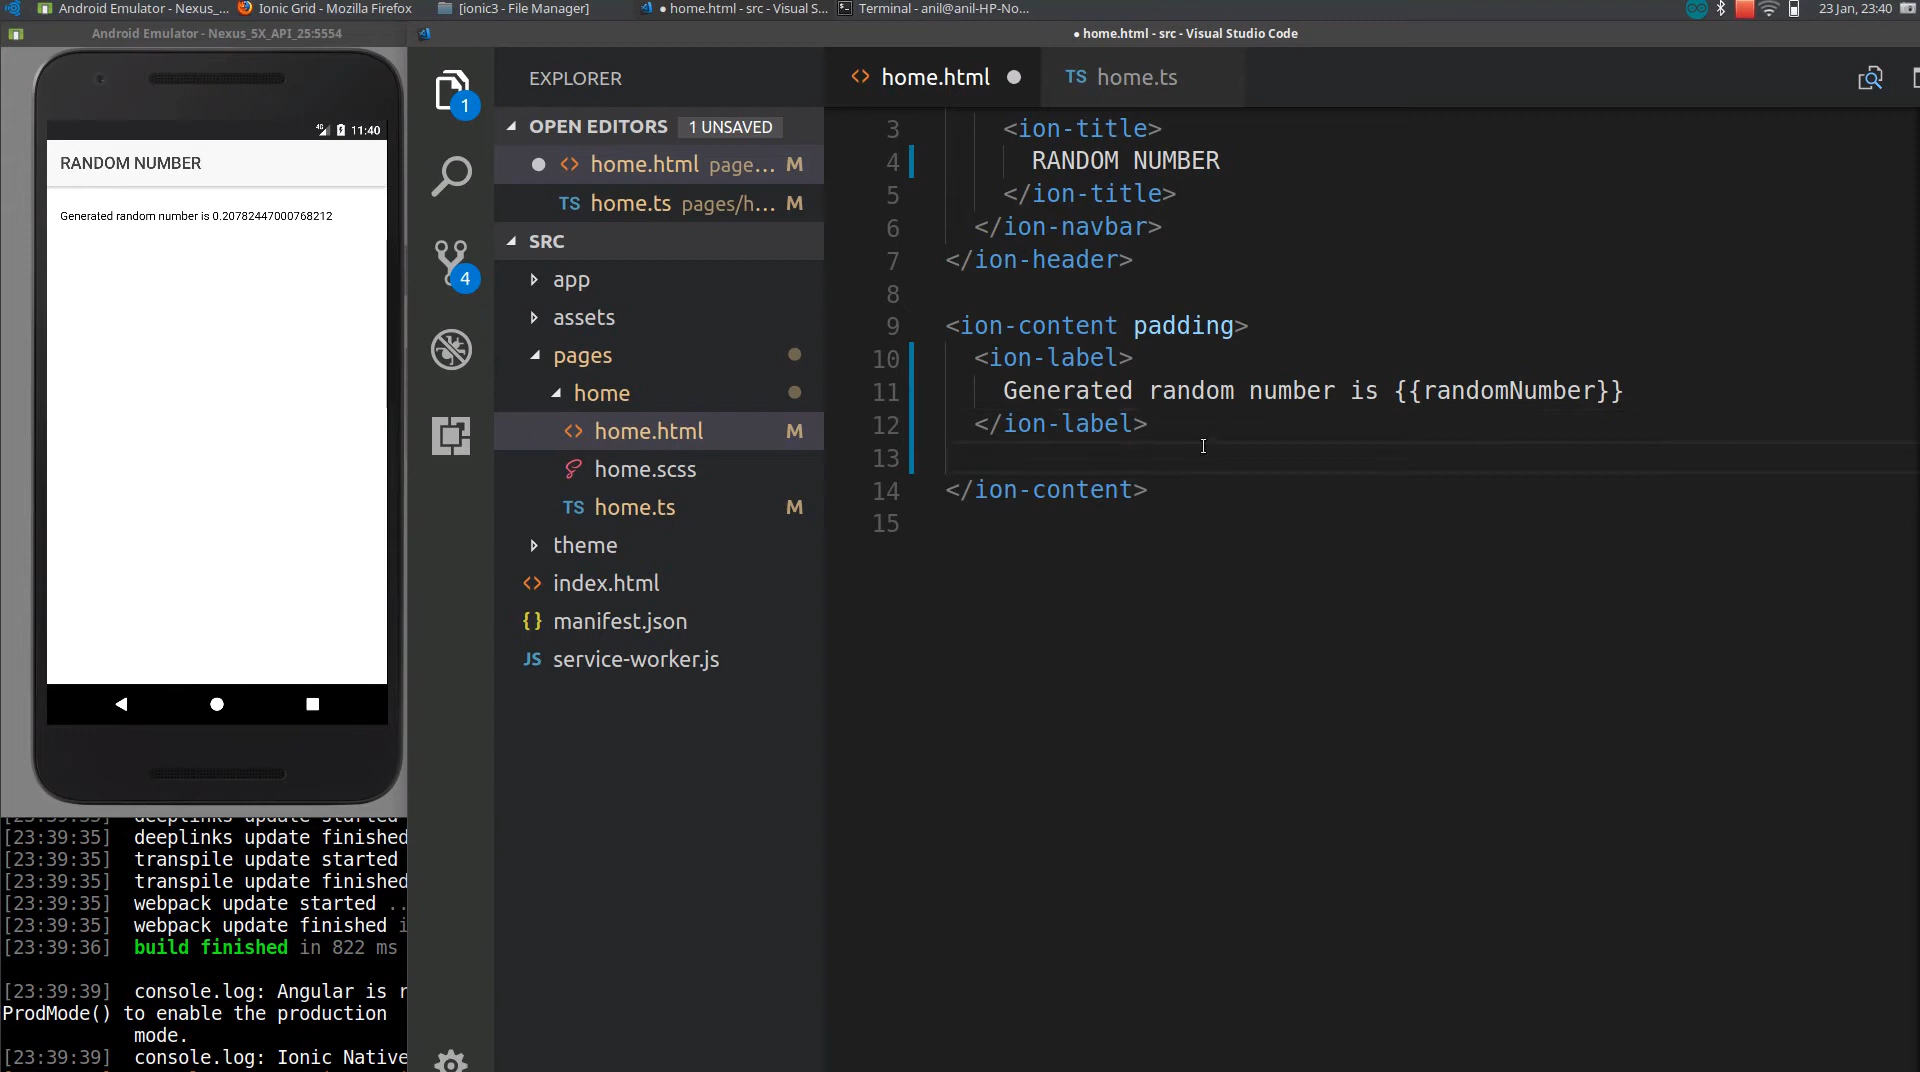 Android Emulator - Nexus_...
Ionic Grid - Mozilla Firefox
[ionic3 - File Manager]
● home.html - src - Visual S...
Terminal - anil@anil-HP-No...
23 Jan, 23:40
Android Emulator - Nexus_5X_API_25:5554
● home.html - src - Visual Studio Code
4G
11:40
RANDOM NUMBER
Generated random number is 0.20782447000768212
1
4
EXPLORER
OPEN EDITORS 1 UNSAVED
home.html page... M
TS home.ts pages/h... M
SRC
app
assets
pages
home
<> home.html M
home.scss
TS home.ts M
theme
<> index.html
{ } manifest.json
JS service-worker.js
<> home.html
TS home.ts
3 <ion-title>
4 RANDOM NUMBER
5 </ion-title>
6 </ion-navbar>
7 </ion-header>
8
9 <ion-content padding>
10 <ion-label>
11 Generated random number is {{randomNumber}}
12 </ion-label>
13
14 </ion-content>
15
[23:39:35] deeplinks update started
[23:39:35] deeplinks update finished
[23:39:35] transpile update started
[23:39:35] transpile update finished
[23:39:35] webpack update started ..
[23:39:35] webpack update finished i
[23:39:36] build finished in 822 ms
[23:39:39] console.log: Angular is r
ProdMode() to enable the production
mode.
[23:39:39] console.log: Ionic Native